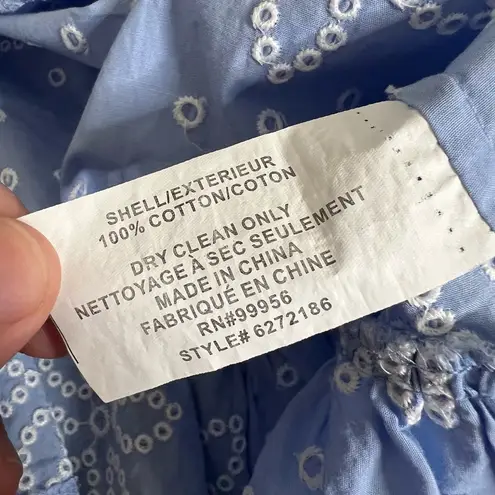 SHELL/EXTERIEUR
100% COTTON/COTON
DRY CLEAN ONLY
NETTOYAGE À SEC SEULEMENT
MADE IN CHINA
FABRIQUÉ EN CHINE
RN#99956
STYLE# 6272186